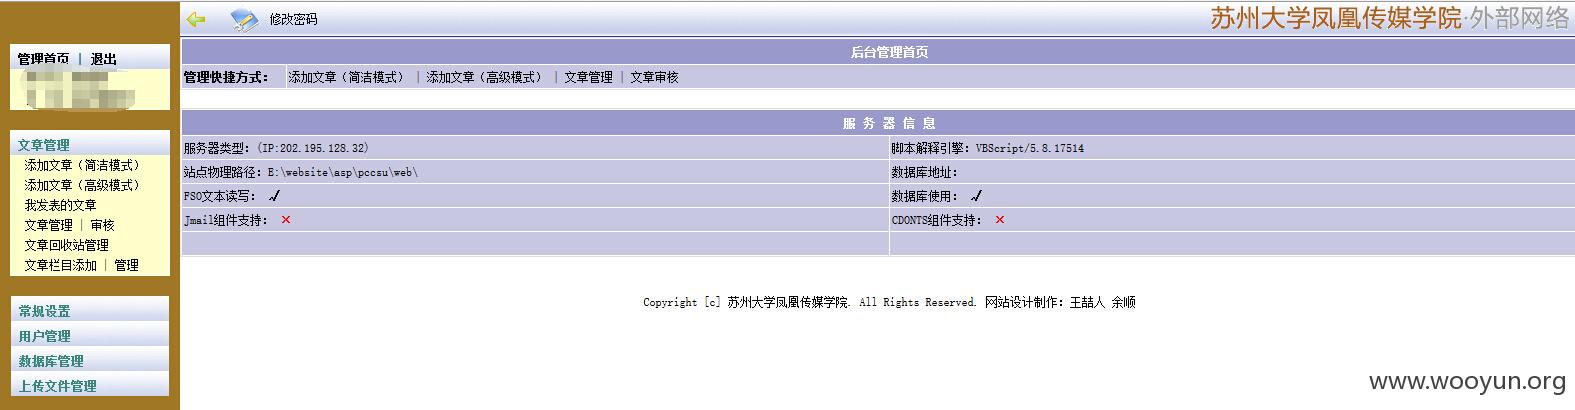 修改密码
苏州大学凤凰传媒学院·外部网络
管理首页 | 退出
文章管理
添加文章（简洁模式）
添加文章（高级模式）
我发表的文章
文章管理 | 审核
文章回收站管理
文章栏目添加 | 管理
常规设置
用户管理
数据库管理
上传文件管理
后台管理首页
管理快捷方式： 添加文章（简洁模式） | 添加文章（高级模式） | 文章管理 | 文章审核
服 务 器 信 息
服务器类型：(IP:202.195.128.32) 脚本解释引擎：VBScript/5.8.17514
站点物理路径：E:\website\asp\pccsu\web\ 数据库地址：
FSO文本读写： ✓ 数据库使用： ✓
Jmail组件支持： × CDONTS组件支持： ×
Copyright [c] 苏州大学凤凰传媒学院. All Rights Reserved. 网站设计制作：王喆人 余顺
www.wooyun.org